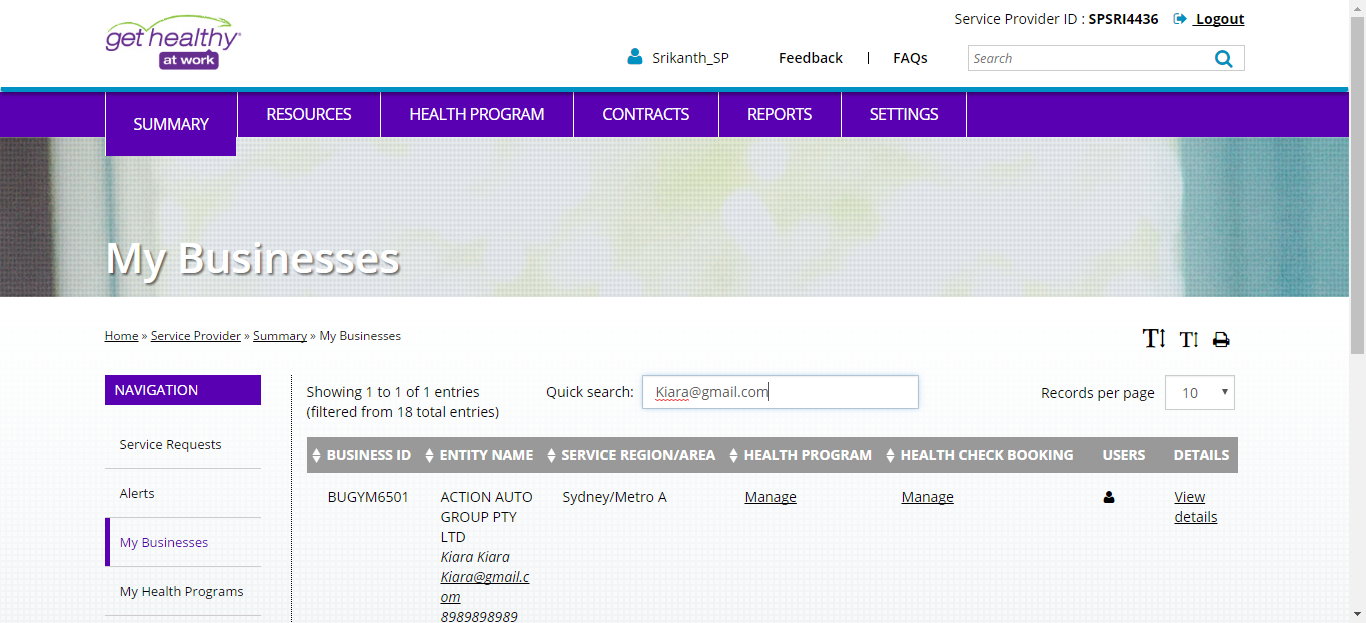 get healthy
at work
Service Provider ID : SPSRI4436 Logout
Srikanth_SP Feedback | FAQs Search
SUMMARY RESOURCES HEALTH PROGRAM CONTRACTS REPORTS SETTINGS
My Businesses
Home » Service Provider » Summary » My Businesses
NAVIGATION
Service Requests
Alerts
My Businesses
My Health Programs
Showing 1 to 1 of 1 entries
(filtered from 18 total entries)
Quick search: Kiara@gmail.com
Records per page 10
BUSINESS ID ENTITY NAME SERVICE REGION/AREA HEALTH PROGRAM HEALTH CHECK BOOKING USERS DETAILS
BUGYM6501 ACTION AUTO Sydney/Metro A Manage Manage View
GROUP PTY details
LTD
Kiara Kiara
Kiara@gmail.c
om
8989898989